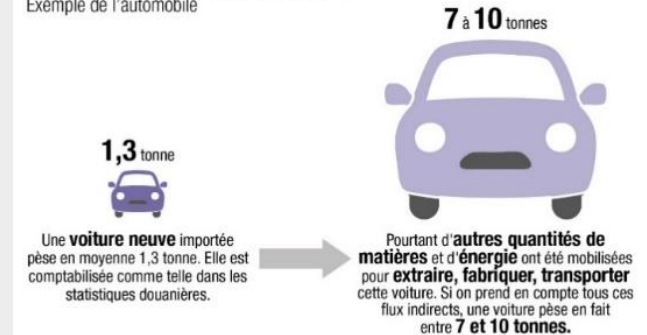 Exemple de l'automobile
7 à 10 tonnes
1,3 tonne
Une voiture neuve importée
pèse en moyenne 1,3 tonne. Elle est
comptabilisée comme telle dans les
statistiques douanières.
Pourtant d'autres quantités de
matières et d'énergie ont été mobilisées
pour extraire, fabriquer, transporter
cette voiture. Si on prend en compte tous ces
flux indirects, une voiture pèse en fait
entre 7 et 10 tonnes.